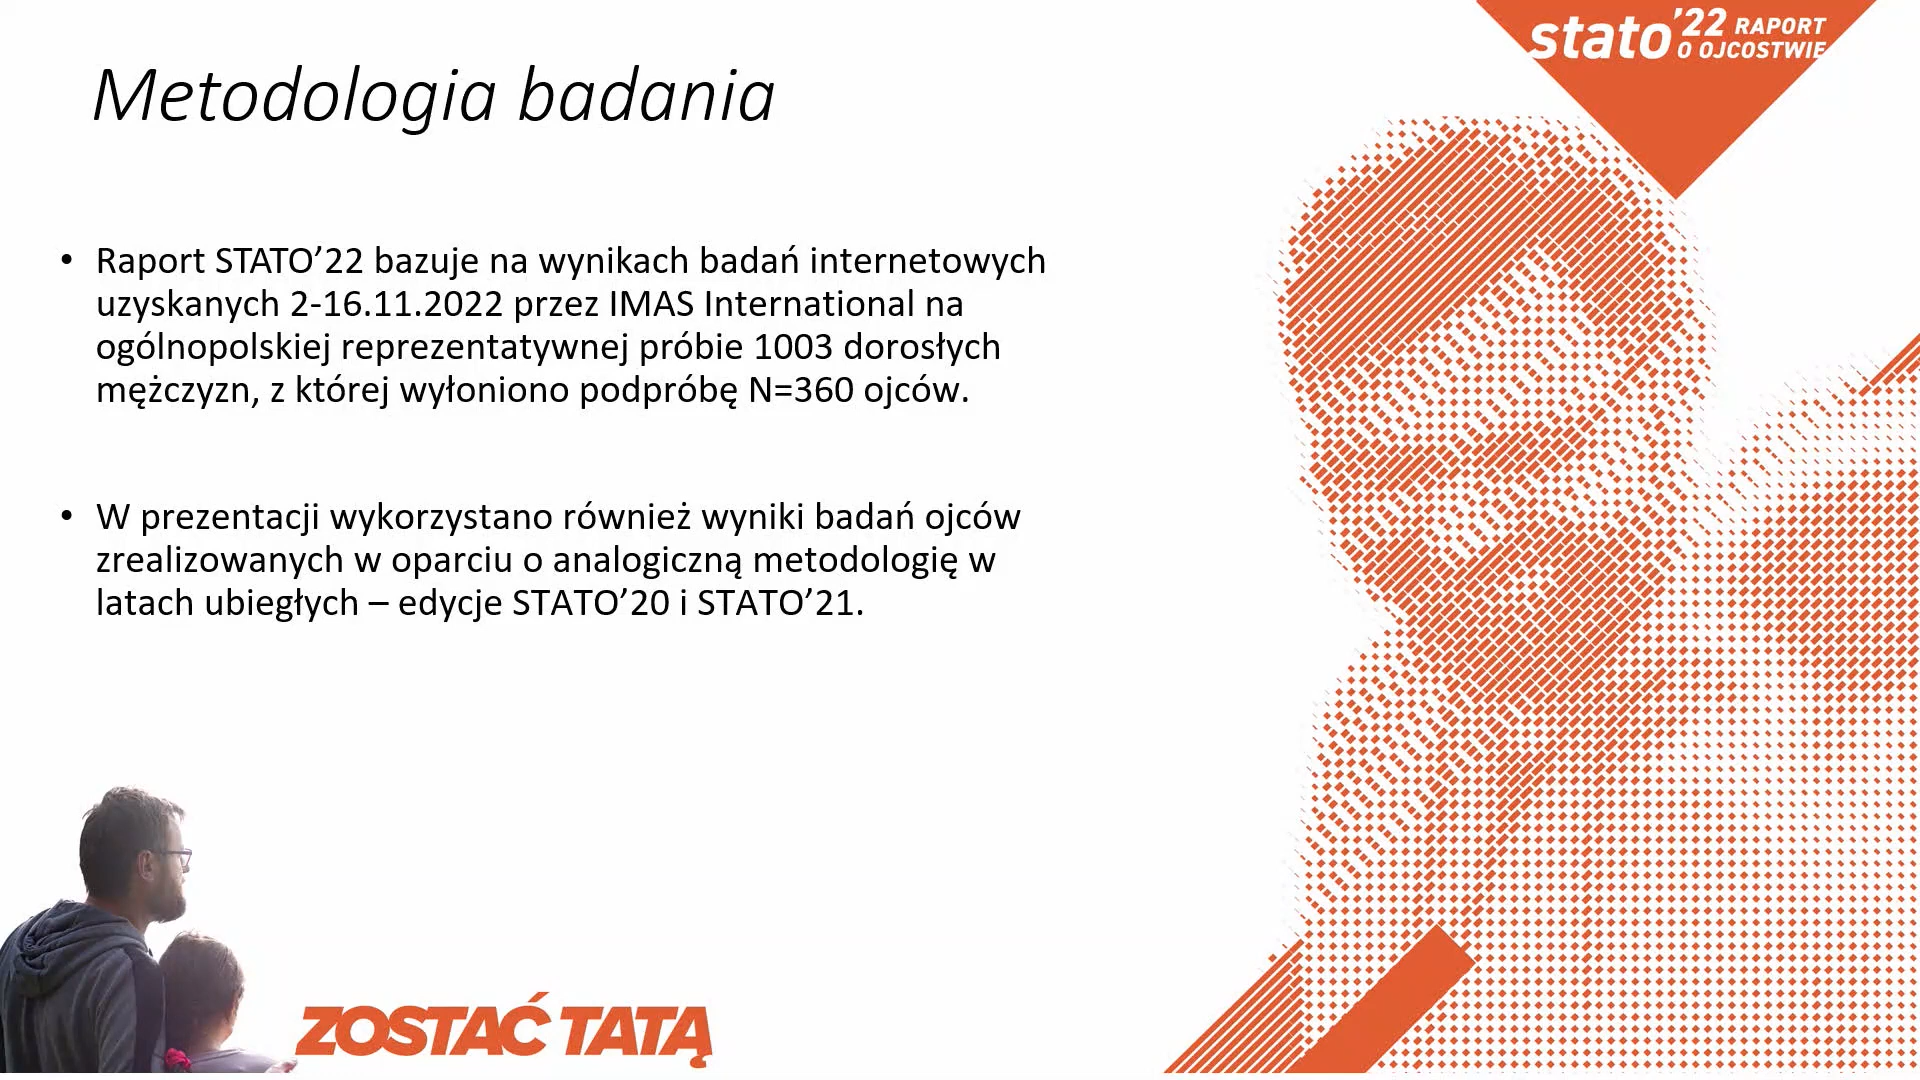 stato'22 RAPORT
O OJCOSTWIE
Metodologia badania
• Raport STATO’22 bazuje na wynikach badań internetowych
uzyskanych 2-16.11.2022 przez IMAS International na
ogólnopolskiej reprezentatywnej próbie 1003 dorosłych
mężczyzn, z której wyłoniono podpróbę N=360 ojców.
• W prezentacji wykorzystano również wyniki badań ojców
zrealizowanych w oparciu o analogiczną metodologię w
latach ubiegłych – edycje STATO’20 i STATO’21.
ZOSTAĆ TATĄ